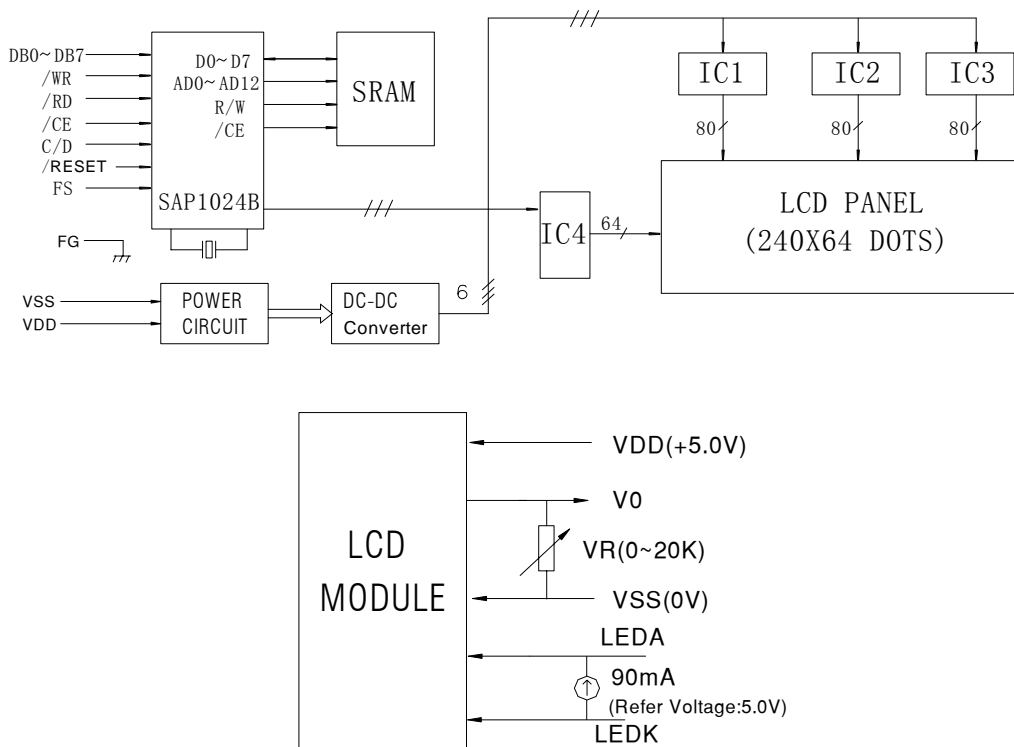 DB0~DB7
/WR
/RD
/CE
C/D
/RESET
FS
D0~D7
AD0~AD12
R/W
/CE
SAP1024B
SRAM
FG
VSS
VDD
POWER
CIRCUIT
DC-DC
Converter
6
IC1
IC2
IC3
80
80
80
IC4
64
LCD PANEL
(240X64 DOTS)
LCD
MODULE
VDD(+5.0V)
V0
VR(0~20K)
VSS(0V)
LEDA
90mA
(Refer Voltage:5.0V)
LEDK